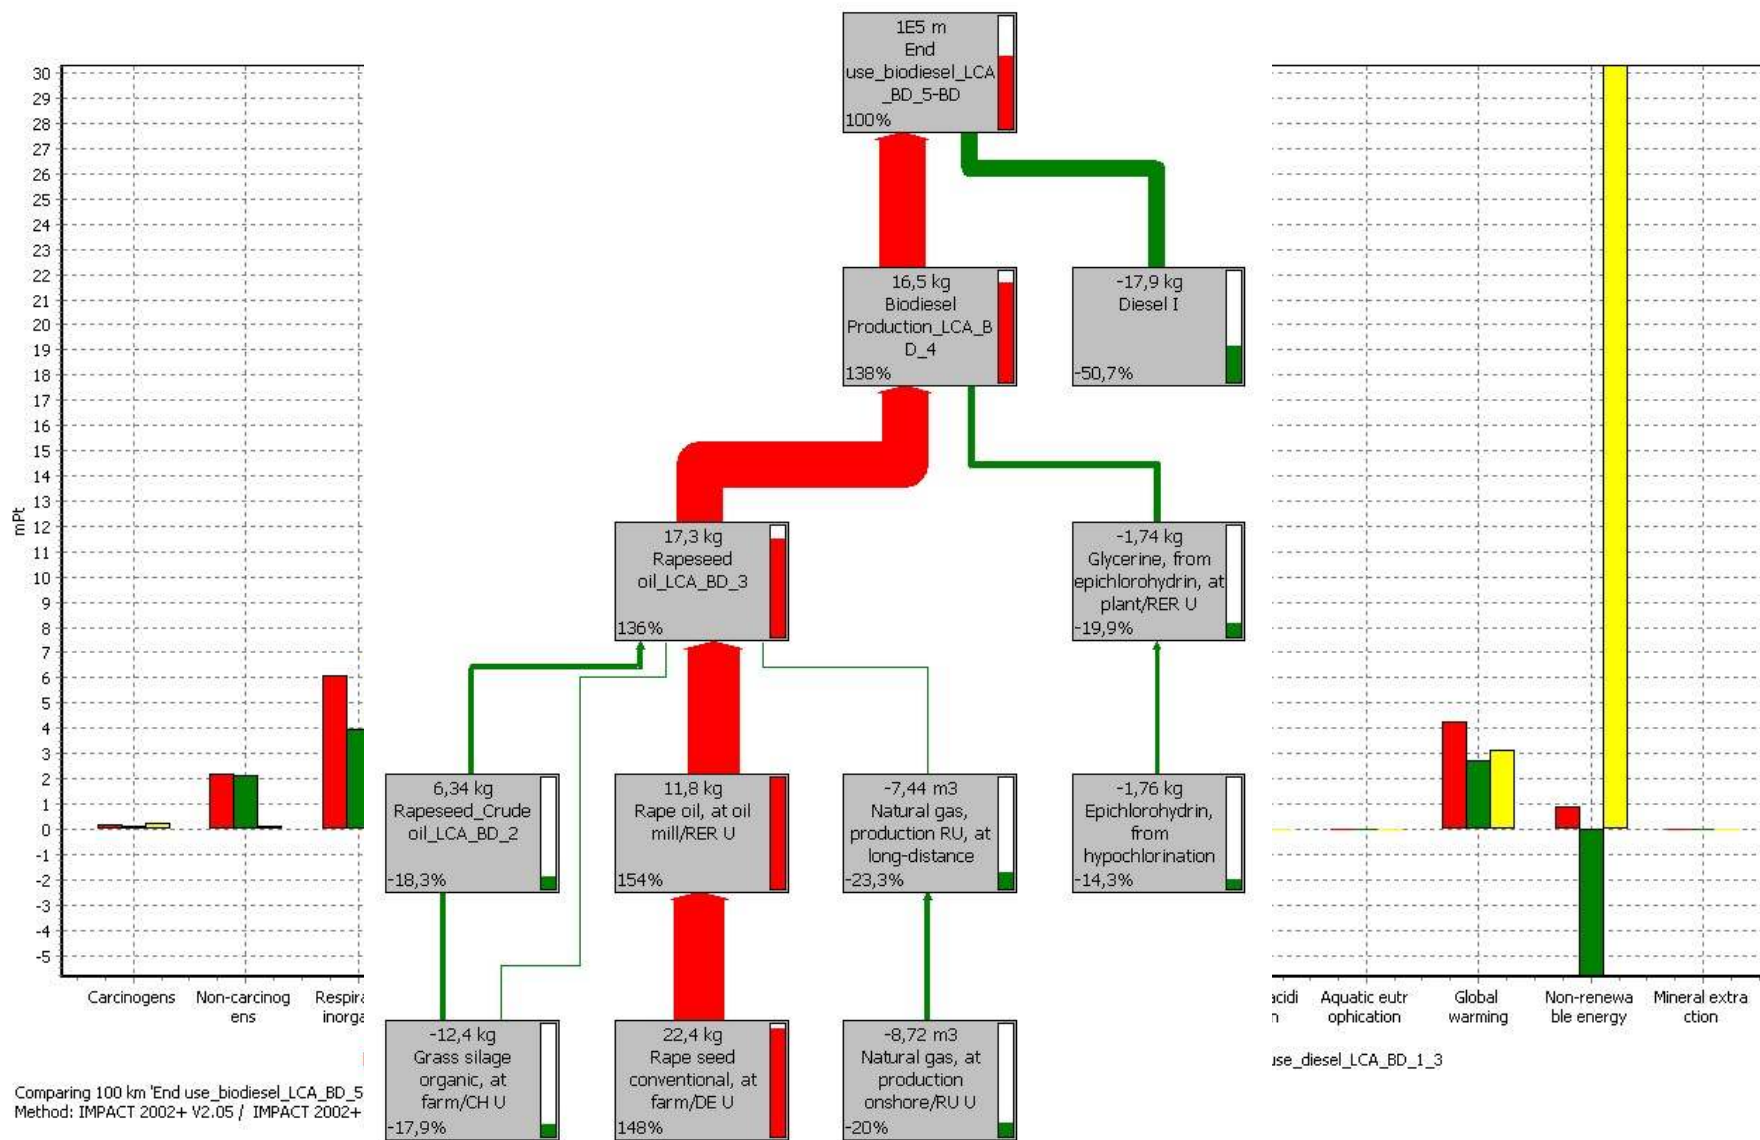 30
29
28
27
26
25
24
23
22
21
20
19
18
17
16
15
14
13
12
11
10
9
8
7
6
5
4
3
2
1
0
-1
-2
-3
-4
-5
mPt
Carcinogens
Non-carcinog
ens
Comparing 100 km 'End use_biodiesel_LCA_BD_5
Method: IMPACT 2002+ V2.05 / IMPACT 2002+
1E5 m
End
use_biodiesel_LCA
_BD_5-BD
100%
16,5 kg
Biodiesel
Production_LCA_B
D_4
138%
-17,9 kg
Diesel I
-50,7%
17,3 kg
Rapeseed
oil_LCA_BD_3
136%
-1,74 kg
Glycerine, from
epichlorohydrin, at
plant/RER U
-19,9%
6,34 kg
Rapeseed_Crude
oil_LCA_BD_2
-18,3%
11,8 kg
Rape oil, at oil
mill/RER U
154%
-7,44 m3
Natural gas,
production RU, at
long-distance
-23,3%
-1,76 kg
Epichlorohydrin,
from
hypochlorination
-14,3%
-12,4 kg
Grass silage
organic, at
farm/CH U
-17,9%
22,4 kg
Rape seed
conventional, at
farm/DE U
148%
-8,72 m3
Natural gas, at
production
onshore/RU U
-20%
Aquatic eutr
ophication
Global
warming
Non-renewa
ble energy
Mineral extra
ction
use_diesel_LCA_BD_1_3